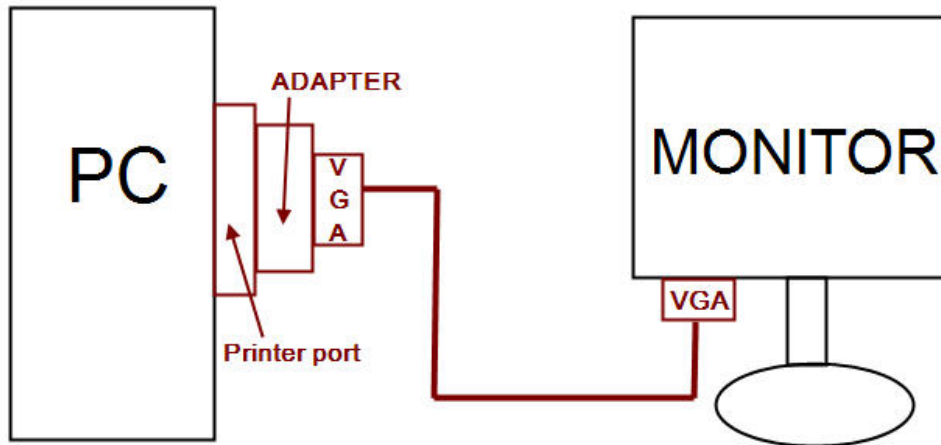 ADAPTER
PC
V
G
A
MONITOR
VGA
Printer port